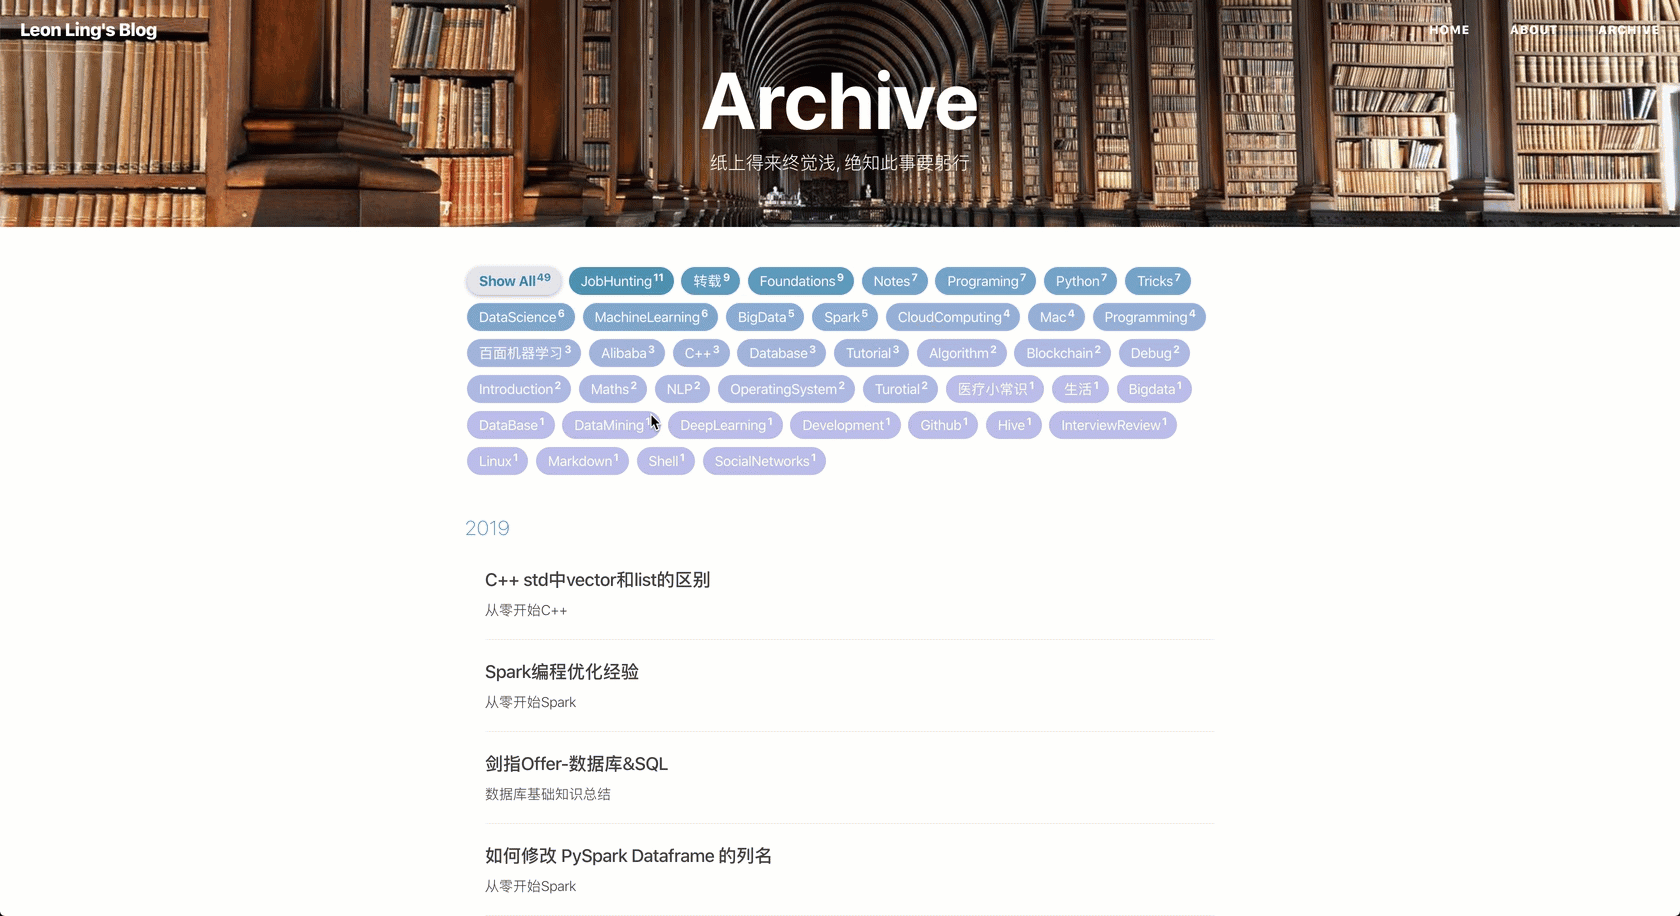 Leon Ling's Blog
HOME ABOUT ARCHIVE
Archive
纸上得来终觉浅, 绝知此事要躬行
Show All 49 JobHunting 11 转载 9 Foundations 9 Notes 7 Programing 7 Python 7 Tricks 7
DataScience 6 MachineLearning 6 BigData 5 Spark 5 CloudComputing 4 Mac 4 Programming 4
百面机器学习 3 Alibaba 3 C++ 3 Database 3 Tutorial 3 Algorithm 2 Blockchain 2 Debug 2
Introduction 2 Maths 2 NLP 2 OperatingSystem 2 Turotial 2 医疗小常识 1 生活 1 Bigdata 1
DataBase 1 DataMining DeepLearning 1 Development 1 Github 1 Hive 1 InterviewReview 1
Linux 1 Markdown 1 Shell 1 SocialNetworks 1
2019
C++ std中vector和list的区别
从零开始C++
Spark编程优化经验
从零开始Spark
剑指Offer-数据库&SQL
数据库基础知识总结
如何修改 PySpark Dataframe 的列名
从零开始Spark